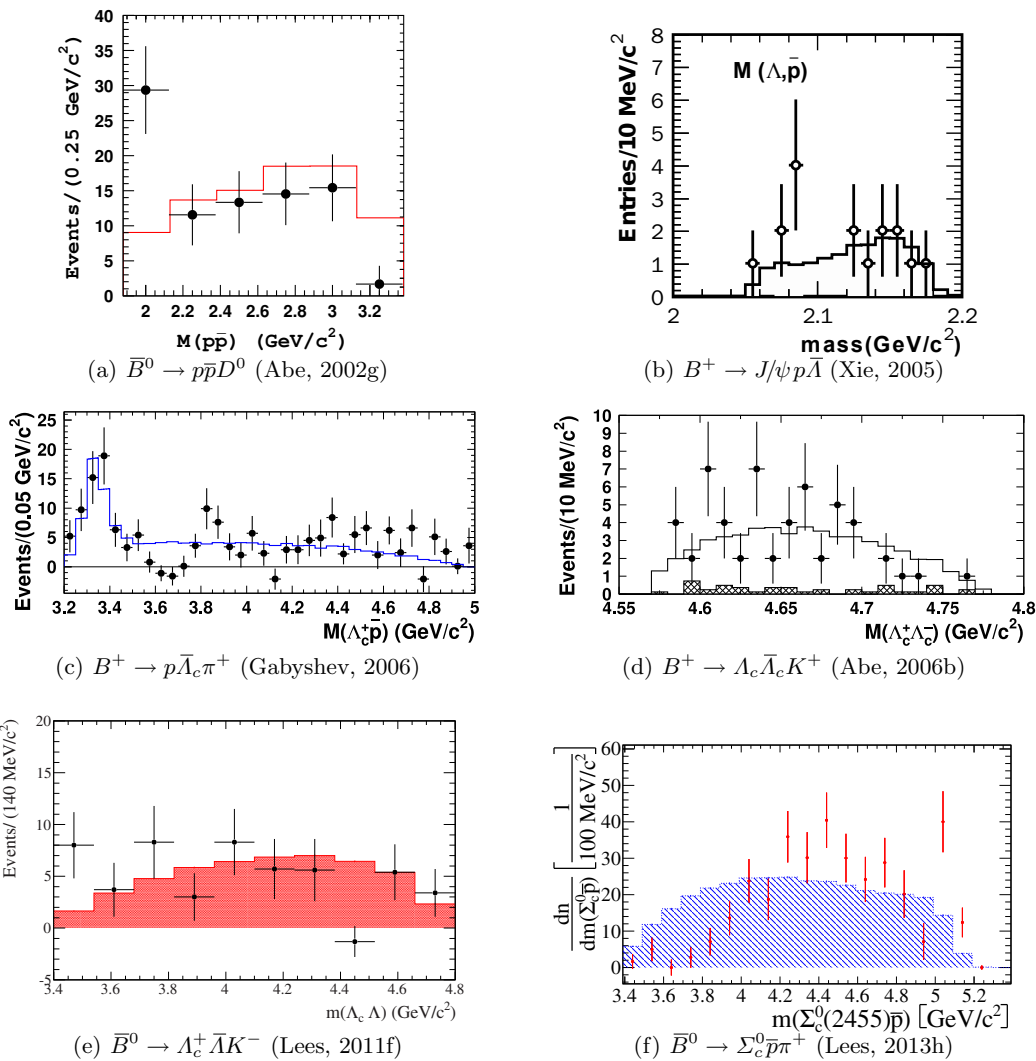 40
35
30
25
20
15
10
5
0
Events/(0.25 GeV/c²)
2 2.2 2.4 2.6 2.8 3 3.2
M(pp̄) (GeV/c²)
(a) B̅⁰ → pp̄D⁰ (Abe, 2002g)
8
7
6
5
4
3
2
1
0
Entries/10 MeV/c²
M (Λ,p̄)
2 2.1 2.2
mass(GeV/c²)
(b) B⁺ → J/ψ pΛ̅ (Xie, 2005)
25
20
15
10
5
0
Events/(0.05 GeV/c²)
3.2 3.4 3.6 3.8 4 4.2 4.4 4.6 4.8 5
M(Λc⁺p̄) (GeV/c²)
(c) B⁺ → pΛ̅cπ⁺ (Gabyshev, 2006)
10
9
8
7
6
5
4
3
2
1
0
Events/(10 MeV/c²)
4.55 4.6 4.65 4.7 4.75 4.8
M(Λc⁺Λc⁻) (GeV/c²)
(d) B⁺ → ΛcΛ̅cK⁺ (Abe, 2006b)
20
15
10
5
0
-5
Events/ (140 MeV/c²)
3.4 3.6 3.8 4 4.2 4.4 4.6 4.8
m(Λc Λ) (GeV/c²)
(e) B̅⁰ → Λc⁺Λ̅K⁻ (Lees, 2011f)
60
50
40
30
20
10
0
dn/dm(Σc⁰p̄) [1/100 MeV/c²]
3.4 3.6 3.8 4 4.2 4.4 4.6 4.8 5 5.2
m(Σc⁰(2455)p̄) [GeV/c²]
(f) B̅⁰ → Σc⁰p̄π⁺ (Lees, 2013h)